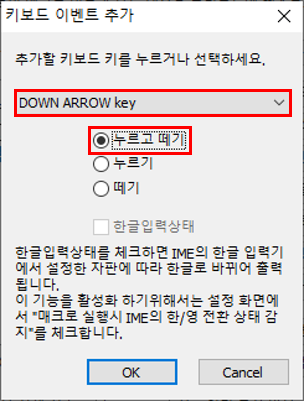 키보드 이벤트 추가
추가할 키보드 키를 누르거나 선택하세요.
DOWN ARROW key
누르고 떼기
누르기
떼기
한글입력상태
한글입력상태를 체크하면 IME의 한글 입력기
에서 설정한 자판에 따라 한글로 바뀌어 출력
됩니다.
이 기능을 활성화 하기위해서는 설정 화면에
서 "매크로 실행시 IME의 한/영 전환 상태 감
지"를 체크합니다.
OK Cancel